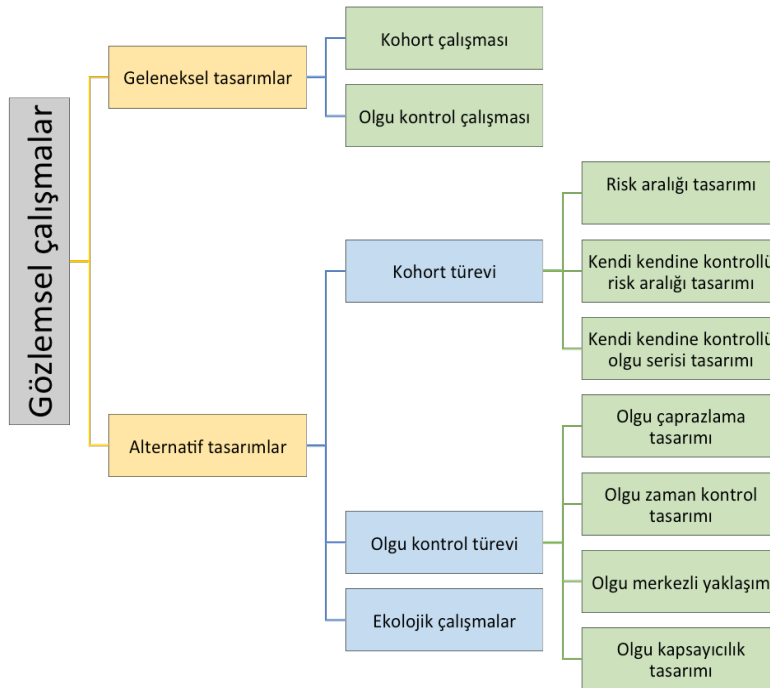 Gözlemsel çalışmalar
Geleneksel tasarımlar
Kohort çalışması
Olgu kontrol çalışması
Alternatif tasarımlar
Kohort türevi
Risk aralığı tasarımı
Kendi kendine kontrollü
risk aralığı tasarımı
Kendi kendine kontrollü
olgu serisi tasarımı
Olgu kontrol türevi
Olgu çaprazlama
tasarımı
Olgu zaman kontrol
tasarımı
Olgu merkezli yaklaşım
Olgu kapsayıcılık
tasarımı
Ekolojik çalışmalar